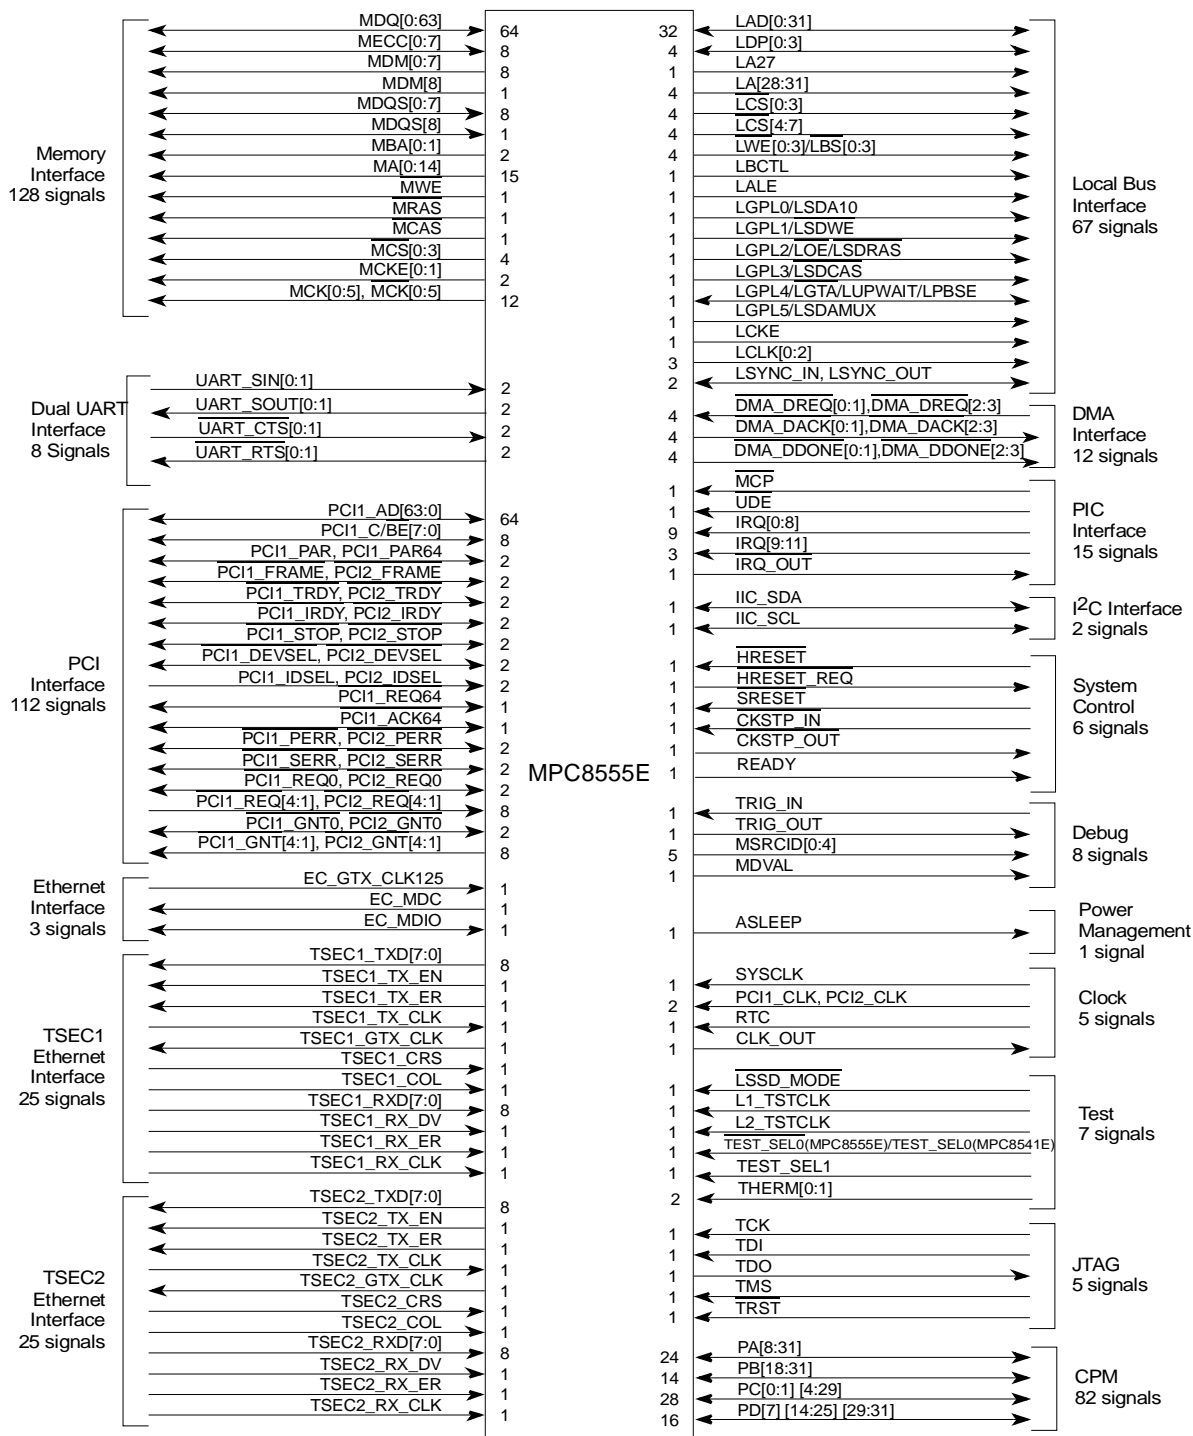 MDQ[0:63]
64
MECC[0:7]
8
MDM[0:7]
8
MDM[8]
1
MDQS[0:7]
8
MDQS[8]
1
MBA[0:1]
2
MA[0:14]
15
MWE
1
MRAS
1
MCAS
1
MCS[0:3]
4
MCKE[0:1]
2
MCK[0:5], MCK[0:5]
12
Memory
Interface
128 signals
UART_SIN[0:1]
2
UART_SOUT[0:1]
2
UART_CTS[0:1]
2
UART_RTS[0:1]
2
Dual UART
Interface
8 Signals
PCI1_AD[63:0]
64
PCI1_C/BE[7:0]
8
PCI1_PAR, PCI1_PAR64
2
PCI1_FRAME, PCI2_FRAME
2
PCI1_TRDY, PCI2_TRDY
2
PCI1_IRDY, PCI2_IRDY
2
PCI1_STOP, PCI2_STOP
2
PCI1_DEVSEL, PCI2_DEVSEL
2
PCI1_IDSEL, PCI2_IDSEL
2
PCI1_REQ64
1
PCI1_ACK64
1
PCI1_PERR, PCI2_PERR
2
PCI1_SERR, PCI2_SERR
2
PCI1_REQ0, PCI2_REQ0
2
PCI1_REQ[4:1], PCI2_REQ[4:1]
8
PCI1_GNT0, PCI2_GNT0
2
PCI1_GNT[4:1], PCI2_GNT[4:1]
8
PCI
Interface
112 signals
EC_GTX_CLK125
1
EC_MDC
1
EC_MDIO
1
Ethernet
Interface
3 signals
TSEC1_TXD[7:0]
8
TSEC1_TX_EN
1
TSEC1_TX_ER
1
TSEC1_TX_CLK
1
TSEC1_GTX_CLK
1
TSEC1_CRS
1
TSEC1_COL
1
TSEC1_RXD[7:0]
8
TSEC1_RX_DV
1
TSEC1_RX_ER
1
TSEC1_RX_CLK
1
TSEC1
Ethernet
Interface
25 signals
TSEC2_TXD[7:0]
8
TSEC2_TX_EN
1
TSEC2_TX_ER
1
TSEC2_TX_CLK
1
TSEC2_GTX_CLK
1
TSEC2_CRS
1
TSEC2_COL
1
TSEC2_RXD[7:0]
8
TSEC2_RX_DV
1
TSEC2_RX_ER
1
TSEC2_RX_CLK
1
TSEC2
Ethernet
Interface
25 signals
MPC8555E
32
LAD[0:31]
4
LDP[0:3]
1
LA27
4
LA[28:31]
4
LCS[0:3]
4
LCS[4:7]
4
LWE[0:3]/LBS[0:3]
1
LBCTL
1
LALE
1
LGPL0/LSDA10
1
LGPL1/LSDWE
1
LGPL2/LOE/LSDRAS
1
LGPL3/LSDCAS
1
LGPL4/LGTA/LUPWAIT/LPBSE
1
LGPL5/LSDAMUX
1
LCKE
3
LCLK[0:2]
2
LSYNC_IN, LSYNC_OUT
Local Bus
Interface
67 signals
4
DMA_DREQ[0:1],DMA_DREQ[2:3]
4
DMA_DACK[0:1],DMA_DACK[2:3]
4
DMA_DDONE[0:1],DMA_DDONE[2:3]
DMA
Interface
12 signals
1
MCP
1
UDE
9
IRQ[0:8]
3
IRQ[9:11]
1
IRQ_OUT
PIC
Interface
15 signals
1
IIC_SDA
1
IIC_SCL
I2C Interface
2 signals
1
HRESET
1
HRESET_REQ
1
SRESET
1
CKSTP_IN
1
CKSTP_OUT
1
READY
System
Control
6 signals
1
TRIG_IN
1
TRIG_OUT
5
MSRCID[0:4]
1
MDVAL
Debug
8 signals
1
ASLEEP
Power
Management
1 signal
1
SYSCLK
2
PCI1_CLK, PCI2_CLK
1
RTC
1
CLK_OUT
Clock
5 signals
1
LSSD_MODE
1
L1_TSTCLK
1
L2_TSTCLK
1
TEST_SEL0(MPC8555E)/TEST_SEL0(MPC8541E)
1
TEST_SEL1
2
THERM[0:1]
Test
7 signals
1
TCK
1
TDI
1
TDO
1
TMS
1
TRST
JTAG
5 signals
24
PA[8:31]
14
PB[18:31]
28
PC[0:1] [4:29]
16
PD[7] [14:25] [29:31]
CPM
82 signals